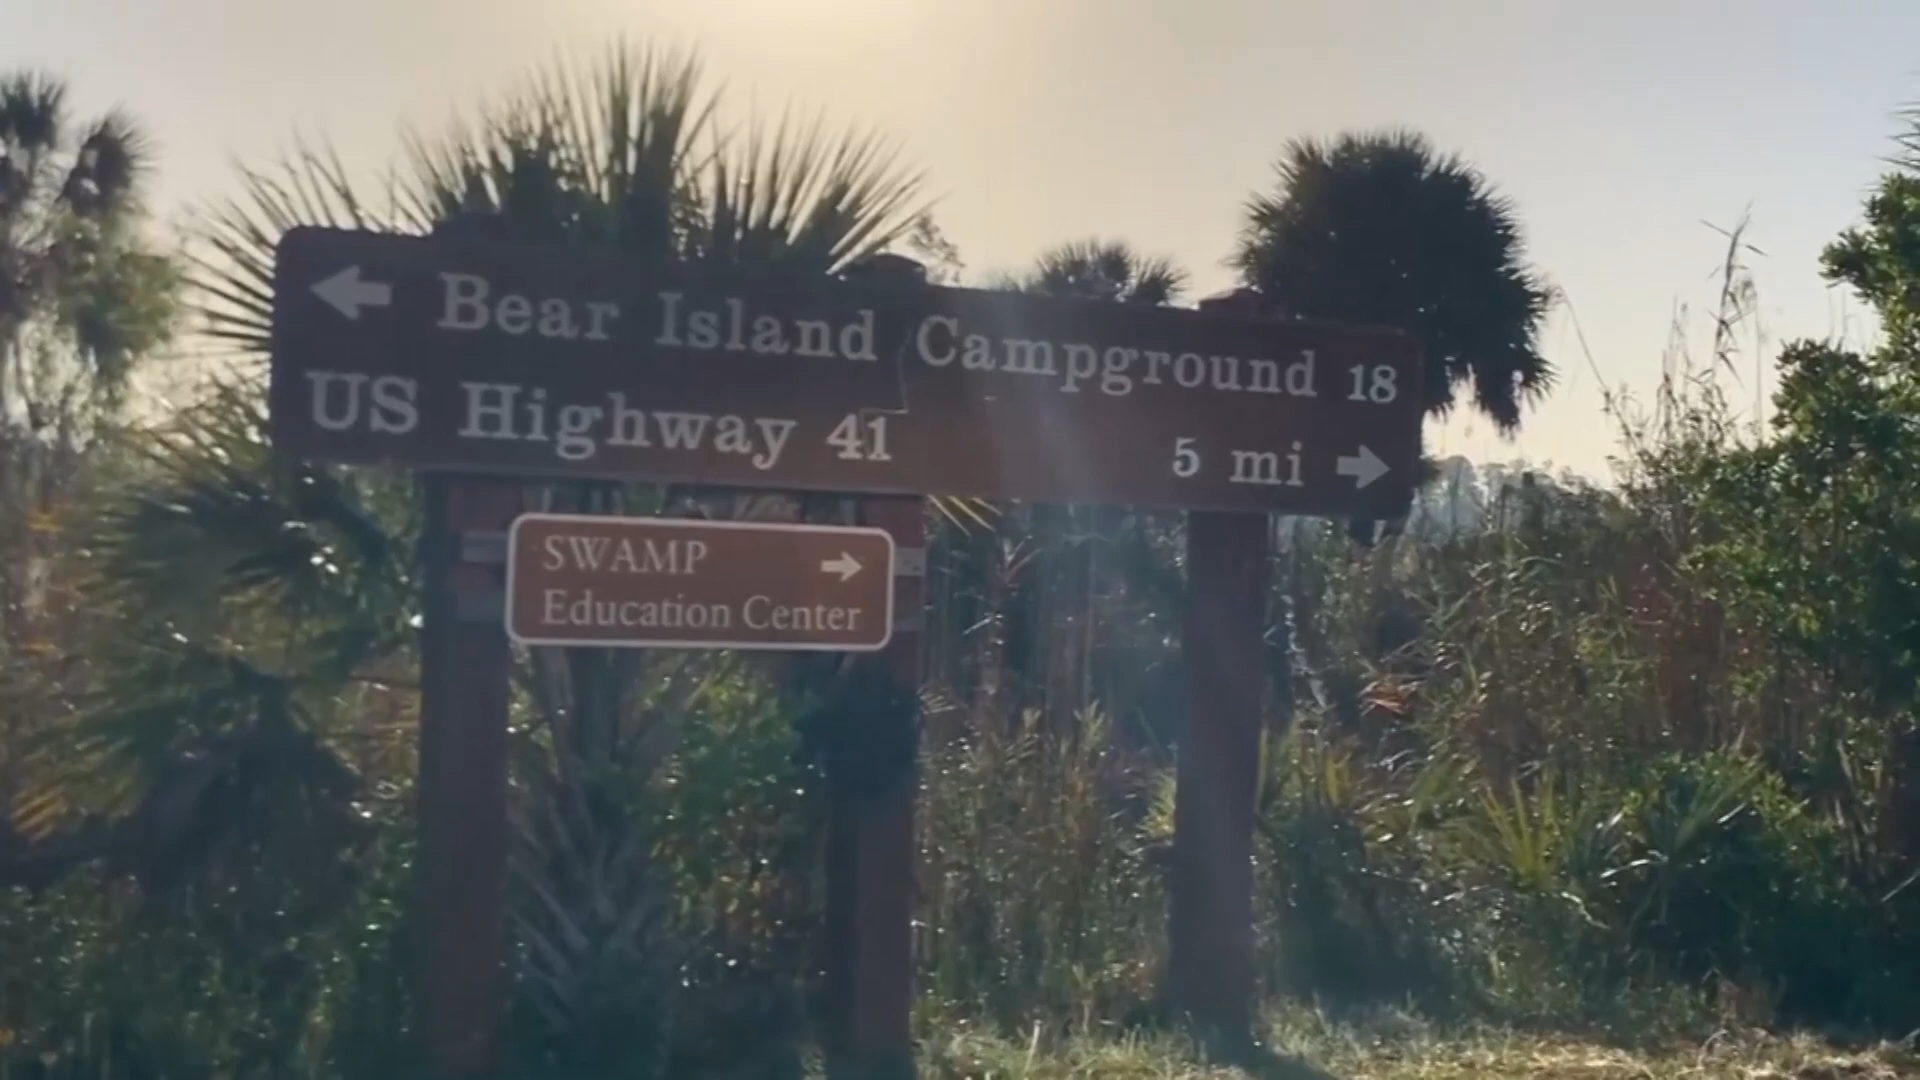 ← Bear Island Campground 18
US Highway 41 5 mi →
SWAMP →
Education Center